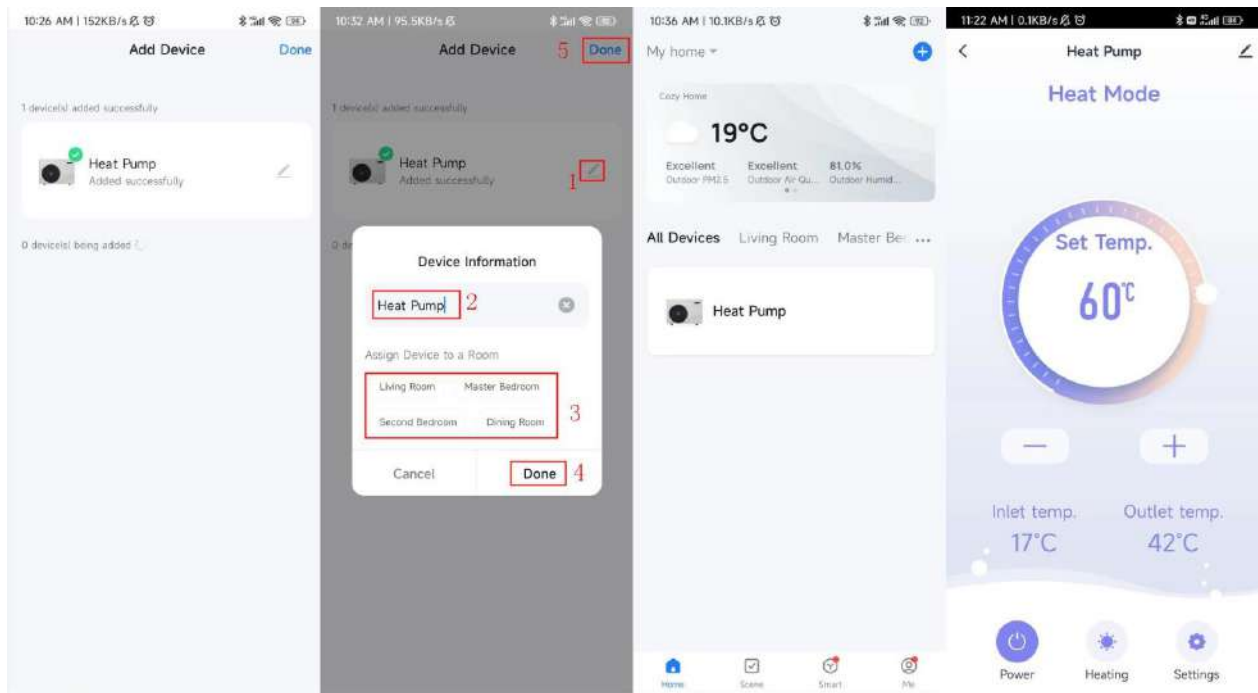 10:26 AM | 152KB/s
Add Device
Done
1 device(s) added successfully
Heat Pump
Added successfully
0 device(s) being added
10:32 AM | 95.5KB/s
Add Device
5
Done
1 device(s) added successfully
Heat Pump
Added successfully
1
0 de
Device Information
Heat Pump
2
Assign Device to a Room
Living Room
Master Bedroom
Second Bedroom
Dining Room
3
Cancel
Done
4
10:36 AM | 10.1KB/s
My home
Cozy Home
19°C
Excellent
Excellent
81.0%
Outdoor PM2.5
Outdoor Air Qu...
Outdoor Humid...
All Devices
Living Room
Master Be
...
Heat Pump
Home
Scene
Smart
Me
11:22 AM | 0.1KB/s
Heat Pump
Heat Mode
Set Temp.
60°C
Inlet temp.
Outlet temp.
17°C
42°C
Power
Heating
Settings